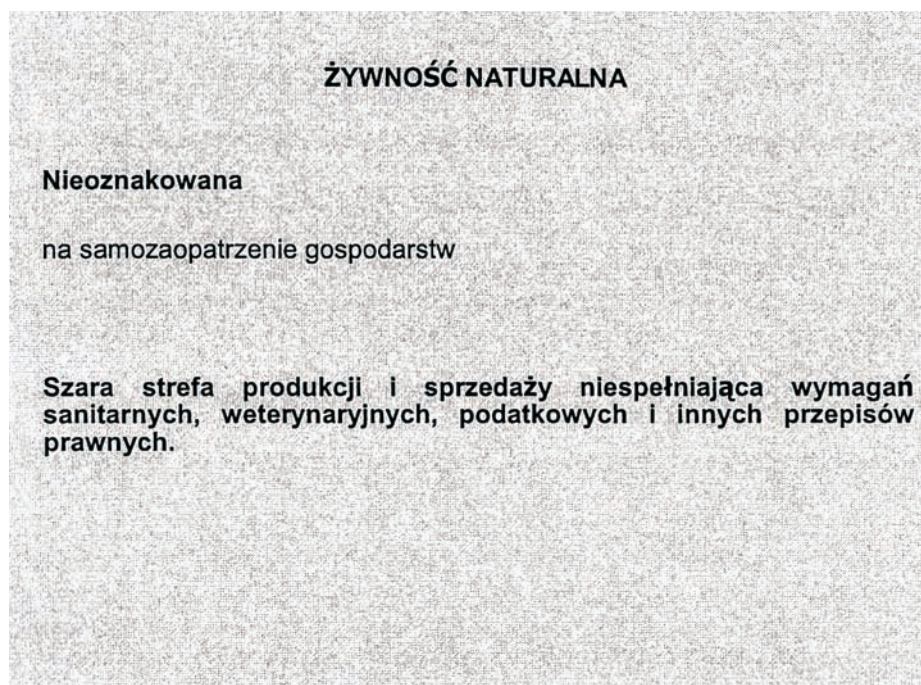 ŻYWNOŚĆ NATURALNA
Nieoznakowana
na samozaopatrzenie gospodarstw
Szara strefa produkcji i sprzedaży niespełniająca wymagań
sanitarnych, weterynaryjnych, podatkowych i innych przepisów
prawnych.